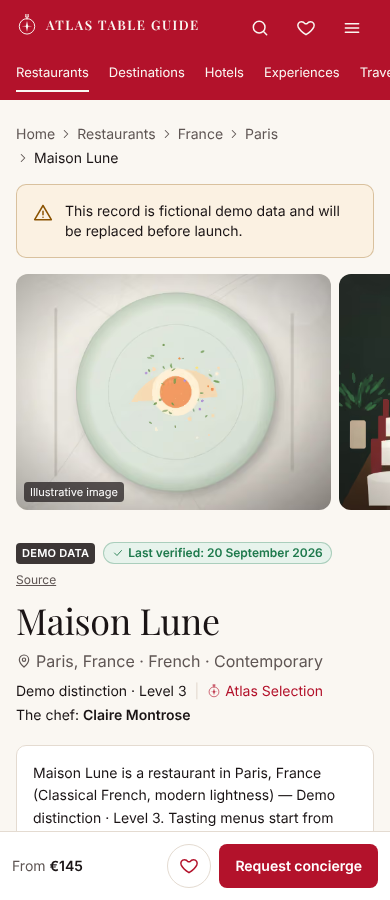 ATLAS TABLE GUIDE
Restaurants Destinations Hotels Experiences Trave
Home > Restaurants > France > Paris
> Maison Lune
This record is fictional demo data and will
be replaced before launch.
Illustrative image
DEMO DATA Last verified: 20 September 2026
Source
Maison Lune
Paris, France · French · Contemporary
Demo distinction · Level 3 | Atlas Selection
The chef: Claire Montrose
Maison Lune is a restaurant in Paris, France
(Classical French, modern lightness) — Demo
distinction · Level 3. Tasting menus start from
From €145 Request concierge